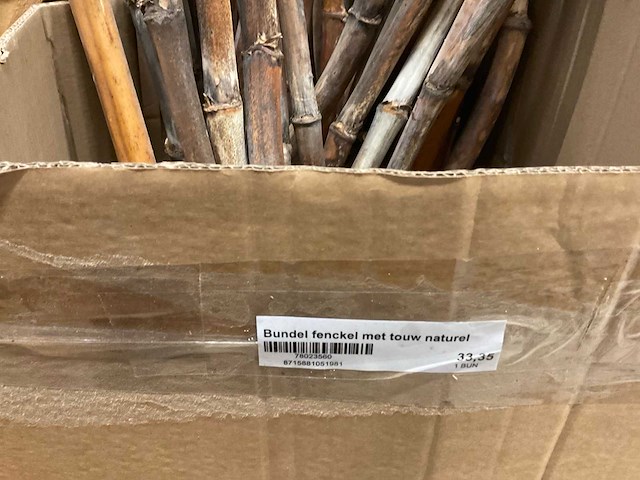 Bundel fenckel met touw naturel
78023560
8715681051981
33,35
1 BUN